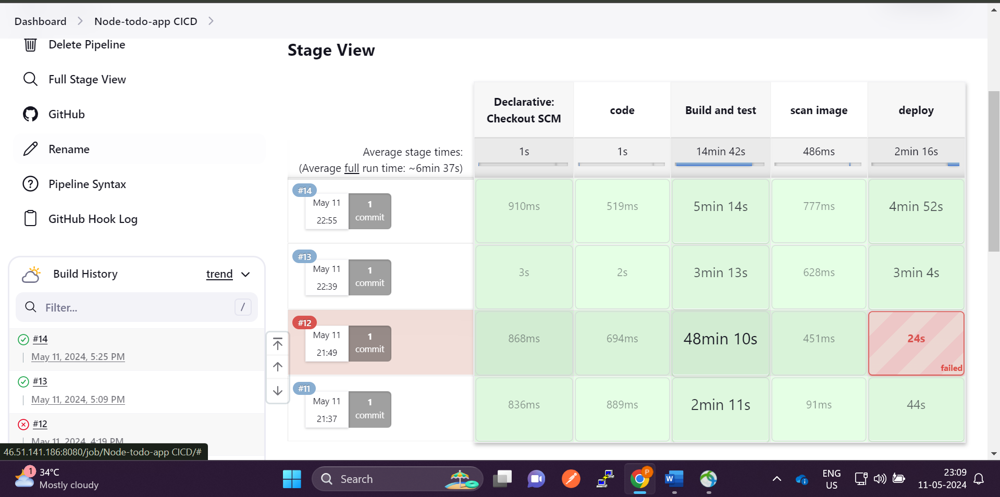 Dashboard > Node-todo-app CICD >
Delete Pipeline
Full Stage View
GitHub
Rename
Pipeline Syntax
GitHub Hook Log
Build History trend
Filter... /
#14
May 11, 2024, 5:25 PM
#13
May 11, 2024, 5:09 PM
#12
May 11, 2024, 4:19 PM
Stage View
Declarative: Checkout SCM code Build and test scan image deploy
Average stage times: 1s 1s 14min 42s 486ms 2min 16s
(Average full run time: ~6min 37s)
#14
May 11 22:55 1 commit 910ms 519ms 5min 14s 777ms 4min 52s
#13
May 11 22:39 1 commit 3s 2s 3min 13s 628ms 3min 4s
#12
May 11 21:49 1 commit 868ms 694ms 48min 10s 451ms 24s failed
#11
May 11 21:37 1 commit 836ms 889ms 2min 11s 91ms 44s
46.51.141.186:8080/job/Node-todo-app CICD/#
1 34°C
Mostly cloudy
Search
P
W
ENG
US
23:09
11-05-2024